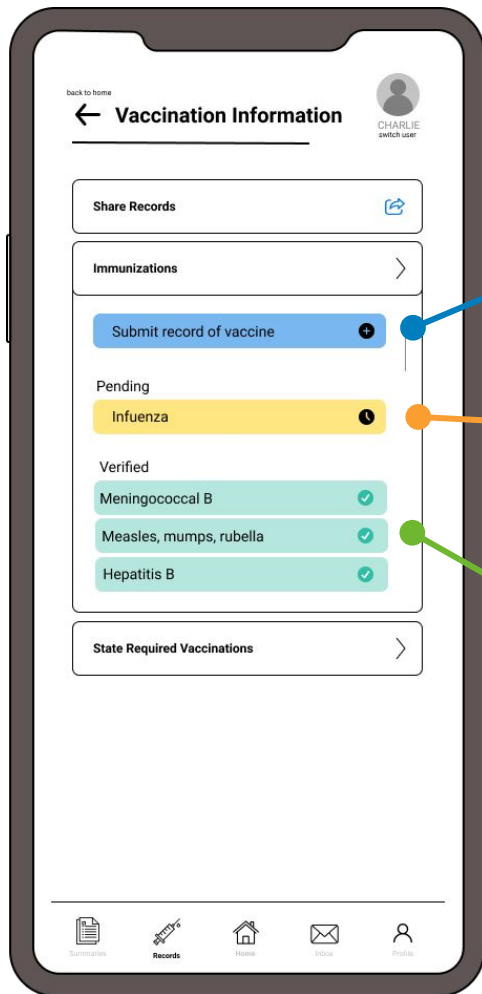 back to home
Vaccination Information
CHARLIE
switch user
Share Records
Immunizations
Submit record of vaccine
Pending
Infuenza
Verified
Meningococcal B
Measles, mumps, rubella
Hepatitis B
State Required Vaccinations
Summaries
Records
Home
Inbox
Profile